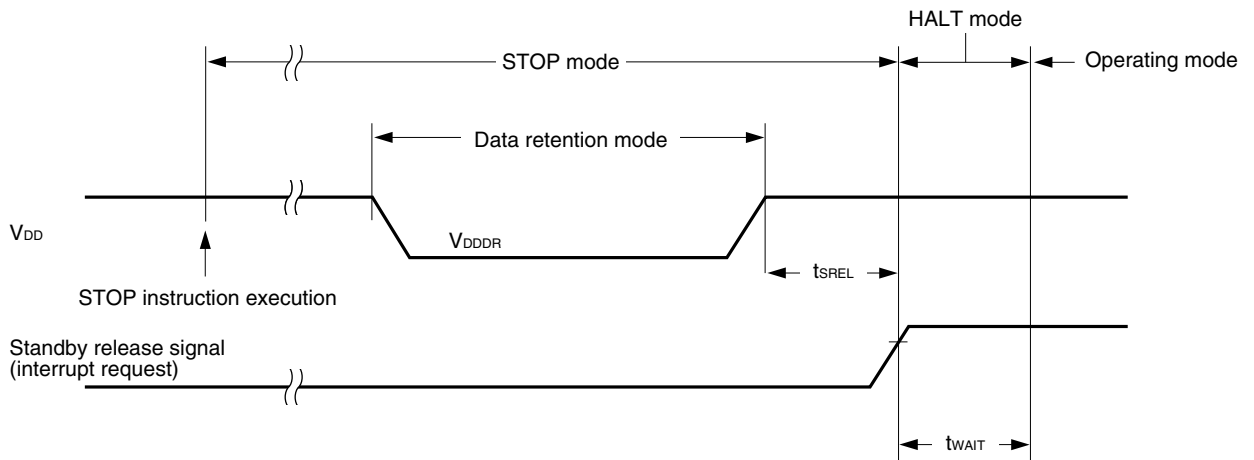 HALT mode
STOP mode
Operating mode
Data retention mode
VDD
VDDDR
tSREL
STOP instruction execution
Standby release signal
(interrupt request)
tWAIT